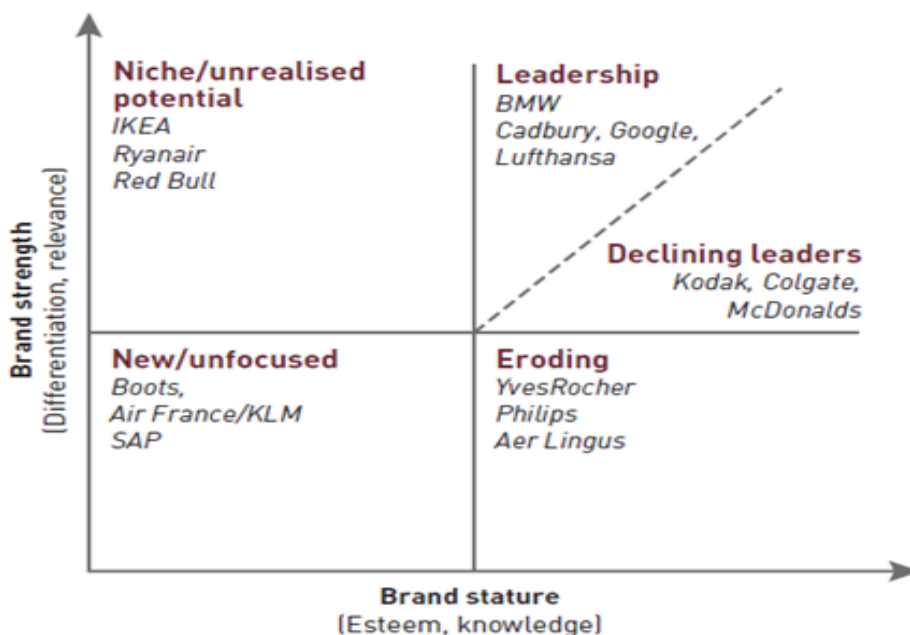 Niche/unrealised
potential
IKEA
Ryanair
Red Bull
Leadership
BMW
Cadbury, Google,
Lufthansa
Declining leaders
Kodak, Colgate,
McDonalds
Brand strength
(Differentiation, relevance)
New/unfocused
Boots,
Air France/KLM
SAP
Eroding
YvesRocher
Philips
Aer Lingus
Brand stature
(Esteem, knowledge)